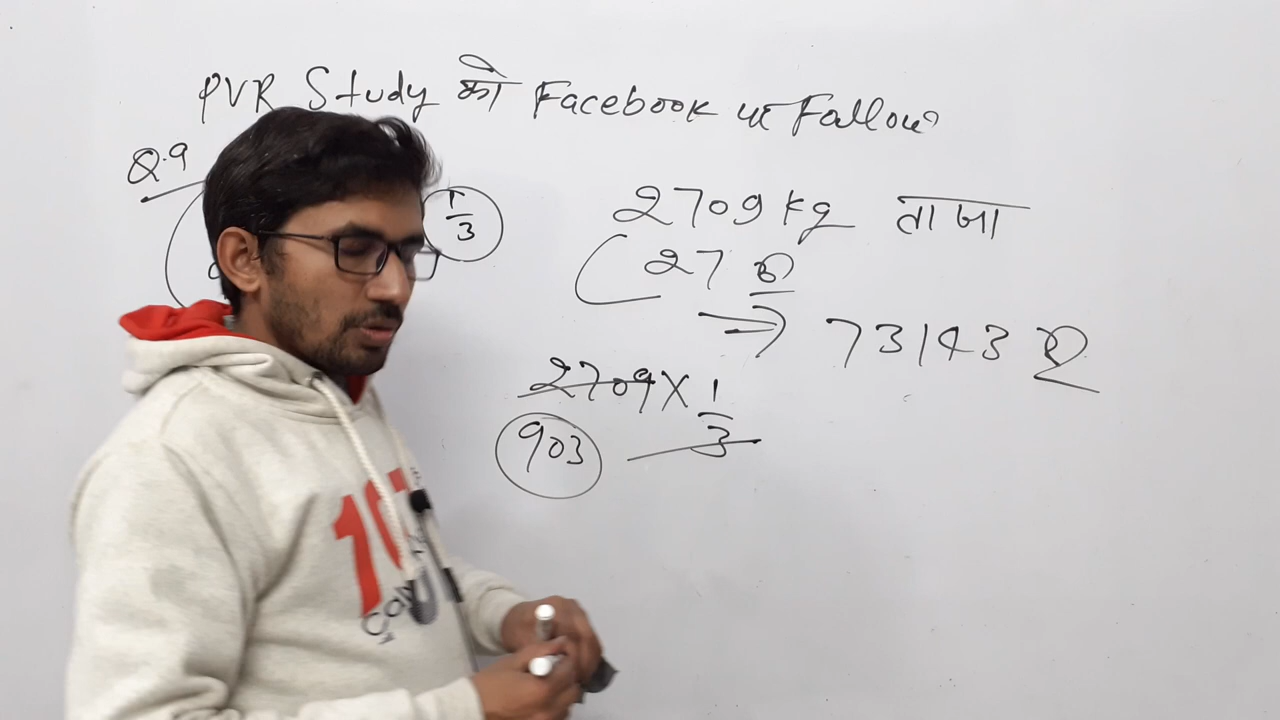 PVR Study को Facebook पर Fallow
Q.9
1/3
2709 kg ताजा
27 रु
⇒ 73143 रु
2709 X 1/3
903